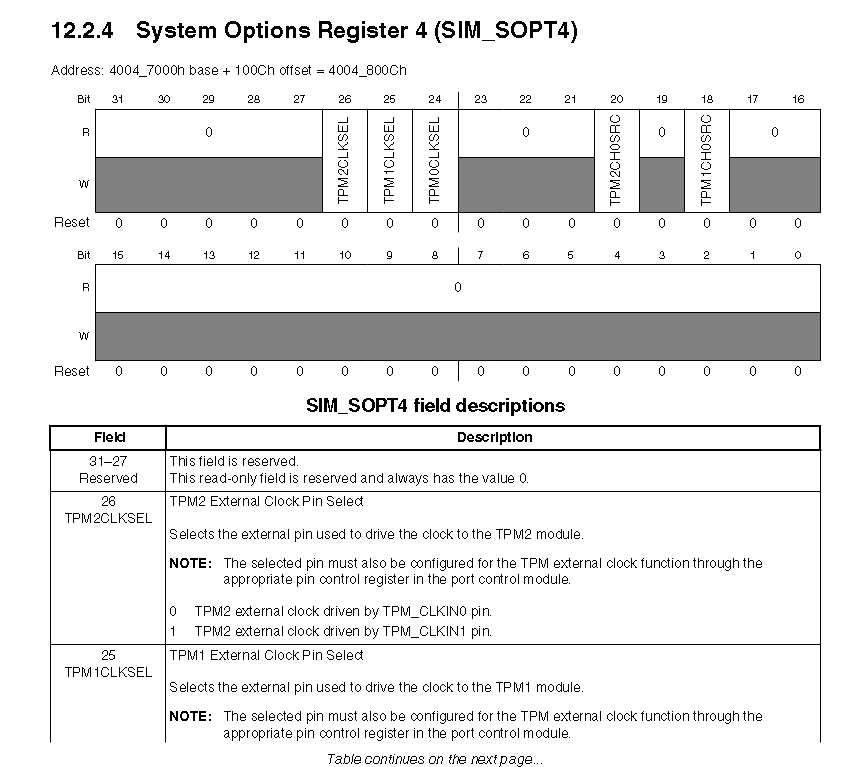 12.2.4 System Options Register 4 (SIM_SOPT4)
Address: 4004_7000h base + 100Ch offset = 4004_800Ch
Bit 31 30 29 28 27 26 25 24 23 22 21 20 19 18 17 16
R 0 TPM2CLKSEL TPM1CLKSEL TPM0CLKSEL 0 TPM2CH0SRC 0 TPM1CH0SRC 0
W
Reset 0 0 0 0 0 0 0 0 0 0 0 0 0 0 0 0
Bit 15 14 13 12 11 10 9 8 7 6 5 4 3 2 1 0
R 0
W
Reset 0 0 0 0 0 0 0 0 0 0 0 0 0 0 0 0
SIM_SOPT4 field descriptions
Field Description
31–27 This field is reserved.
Reserved This read-only field is reserved and always has the value 0.
26 TPM2 External Clock Pin Select
TPM2CLKSEL
Selects the external pin used to drive the clock to the TPM2 module.
NOTE: The selected pin must also be configured for the TPM external clock function through the
appropriate pin control register in the port control module.
0 TPM2 external clock driven by TPM_CLKIN0 pin.
1 TPM2 external clock driven by TPM_CLKIN1 pin.
25 TPM1 External Clock Pin Select
TPM1CLKSEL
Selects the external pin used to drive the clock to the TPM1 module.
NOTE: The selected pin must also be configured for the TPM external clock function through the
appropriate pin control register in the port control module.
Table continues on the next page...